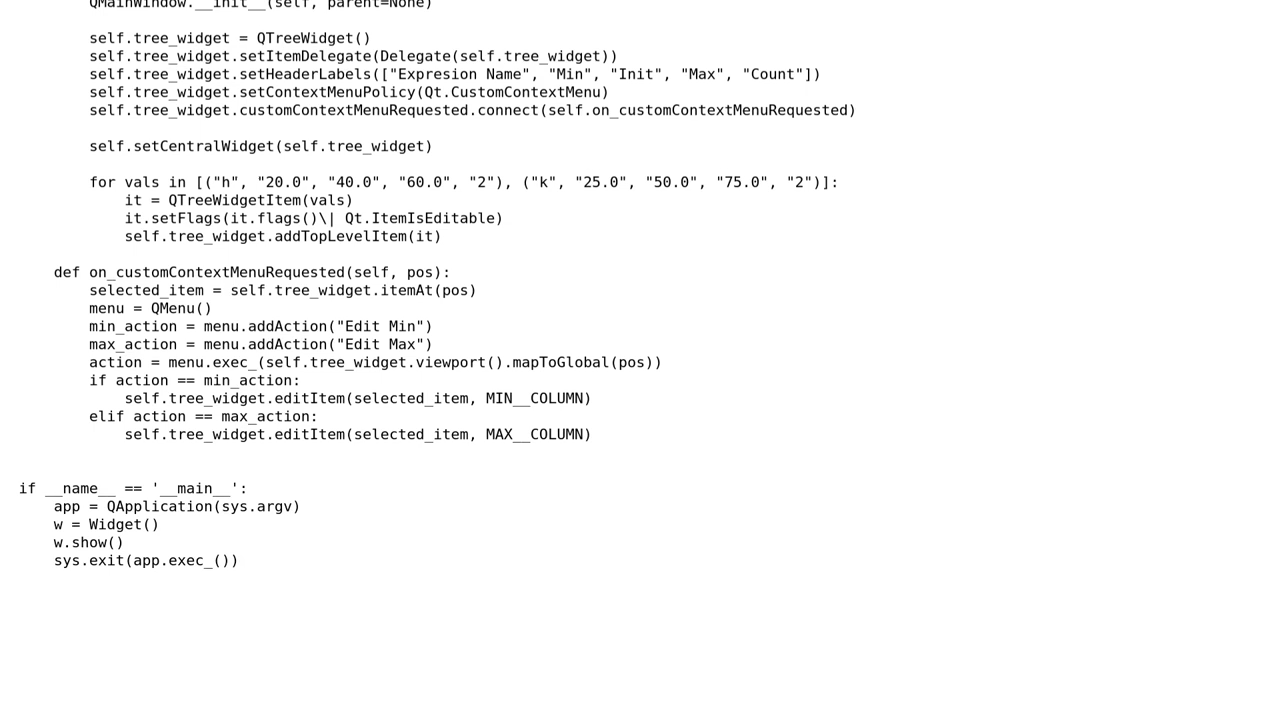 QMainWindow.__init__(self, parent=None)

        self.tree_widget = QTreeWidget()
        self.tree_widget.setItemDelegate(Delegate(self.tree_widget))
        self.tree_widget.setHeaderLabels(["Expresion Name", "Min", "Init", "Max", "Count"])
        self.tree_widget.setContextMenuPolicy(Qt.CustomContextMenu)
        self.tree_widget.customContextMenuRequested.connect(self.on_customContextMenuRequested)

        self.setCentralWidget(self.tree_widget)

        for vals in [("h", "20.0", "40.0", "60.0", "2"), ("k", "25.0", "50.0", "75.0", "2")]:
            it = QTreeWidgetItem(vals)
            it.setFlags(it.flags()\| Qt.ItemIsEditable)
            self.tree_widget.addTopLevelItem(it)

    def on_customContextMenuRequested(self, pos):
        selected_item = self.tree_widget.itemAt(pos)
        menu = QMenu()
        min_action = menu.addAction("Edit Min")
        max_action = menu.addAction("Edit Max")
        action = menu.exec_(self.tree_widget.viewport().mapToGlobal(pos))
        if action == min_action:
            self.tree_widget.editItem(selected_item, MIN__COLUMN)
        elif action == max_action:
            self.tree_widget.editItem(selected_item, MAX__COLUMN)


if __name__ == '__main__':
    app = QApplication(sys.argv)
    w = Widget()
    w.show()
    sys.exit(app.exec_())